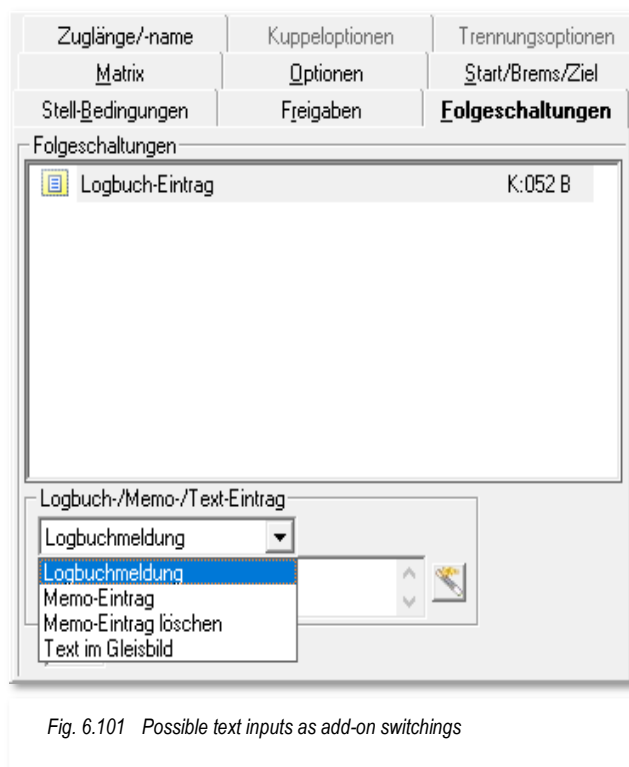 Zuglänge/-name Kuppeloptionen Trennungsoptionen
Matrix Optionen Start/Brems/Ziel
Stell-Bedingungen Freigaben Folgeschaltungen
Folgeschaltungen
Logbuch-Eintrag K:052 B
Logbuch-/Memo-/Text-Eintrag
Logbuchmeldung
Logbuchmeldung
Memo-Eintrag
Memo-Eintrag löschen
Text im Gleisbild
Fig. 6.101 Possible text inputs as add-on switchings